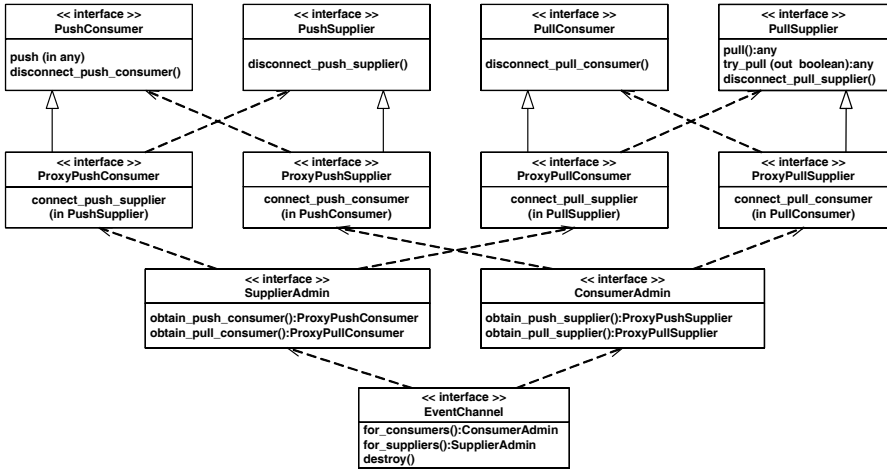 << interface >>
PushConsumer
push (in any)
disconnect_push_consumer()
<< interface >>
PushSupplier
disconnect_push_supplier()
<< interface >>
PullConsumer
disconnect_pull_consumer()
<< interface >>
PullSupplier
pull():any
try_pull (out boolean):any
disconnect_pull_supplier()
<< interface >>
ProxyPushConsumer
connect_push_supplier
(in PushSupplier)
<< interface >>
ProxyPushSupplier
connect_push_consumer
(in PushConsumer)
<< interface >>
ProxyPullConsumer
connect_pull_supplier
(in PullSupplier)
<< interface >>
ProxyPullSupplier
connect_pull_consumer
(in PullConsumer)
<< interface >>
SupplierAdmin
obtain_push_consumer():ProxyPushConsumer
obtain_pull_consumer():ProxyPullConsumer
<< interface >>
ConsumerAdmin
obtain_push_supplier():ProxyPushSupplier
obtain_pull_supplier():ProxyPullSupplier
<< interface >>
EventChannel
for_consumers():ConsumerAdmin
for_suppliers():SupplierAdmin
destroy()